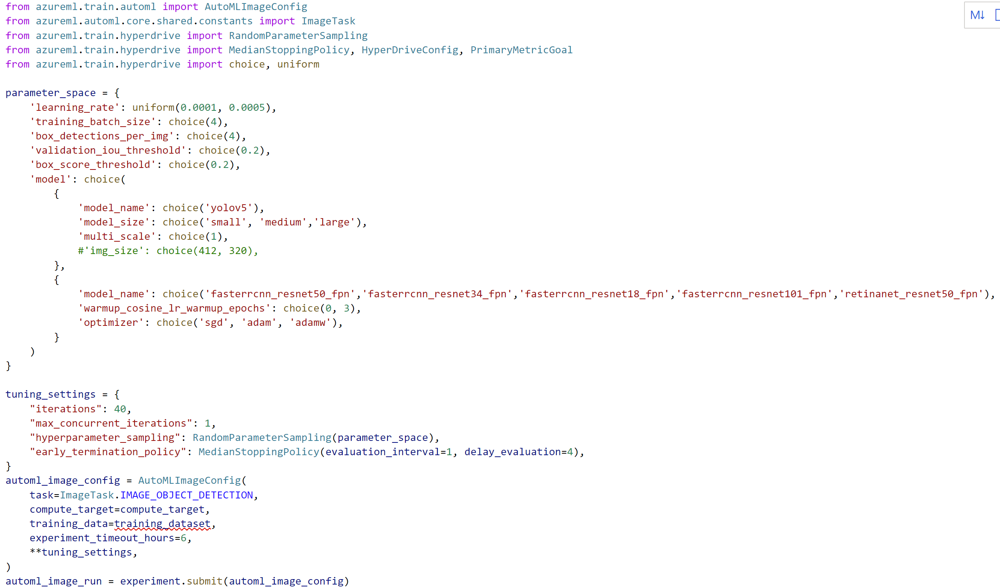 from azureml.train.automl import AutoMLImageConfig
from azureml.automl.core.shared.constants import ImageTask
from azureml.train.hyperdrive import RandomParameterSampling
from azureml.train.hyperdrive import MedianStoppingPolicy, HyperDriveConfig, PrimaryMetricGoal
from azureml.train.hyperdrive import choice, uniform
M↓

parameter_space = {
    'learning_rate': uniform(0.0001, 0.0005),
    'training_batch_size': choice(4),
    'box_detections_per_img': choice(4),
    'validation_iou_threshold': choice(0.2),
    'box_score_threshold': choice(0.2),
    'model': choice(
        {
            'model_name': choice('yolov5'),
            'model_size': choice('small', 'medium','large'),
            'multi_scale': choice(1),
            #'img_size': choice(412, 320),
        },
        {
            'model_name': choice('fasterrcnn_resnet50_fpn','fasterrcnn_resnet34_fpn','fasterrcnn_resnet18_fpn','fasterrcnn_resnet101_fpn','retinanet_resnet50_fpn'),
            'warmup_cosine_lr_warmup_epochs': choice(0, 3),
            'optimizer': choice('sgd', 'adam', 'adamw'),
        }
    )
}

tuning_settings = {
    "iterations": 40,
    "max_concurrent_iterations": 1,
    "hyperparameter_sampling": RandomParameterSampling(parameter_space),
    "early_termination_policy": MedianStoppingPolicy(evaluation_interval=1, delay_evaluation=4),
}
automl_image_config = AutoMLImageConfig(
    task=ImageTask.IMAGE_OBJECT_DETECTION,
    compute_target=compute_target,
    training_data=training_dataset,
    experiment_timeout_hours=6,
    **tuning_settings,
)
automl_image_run = experiment.submit(automl_image_config)